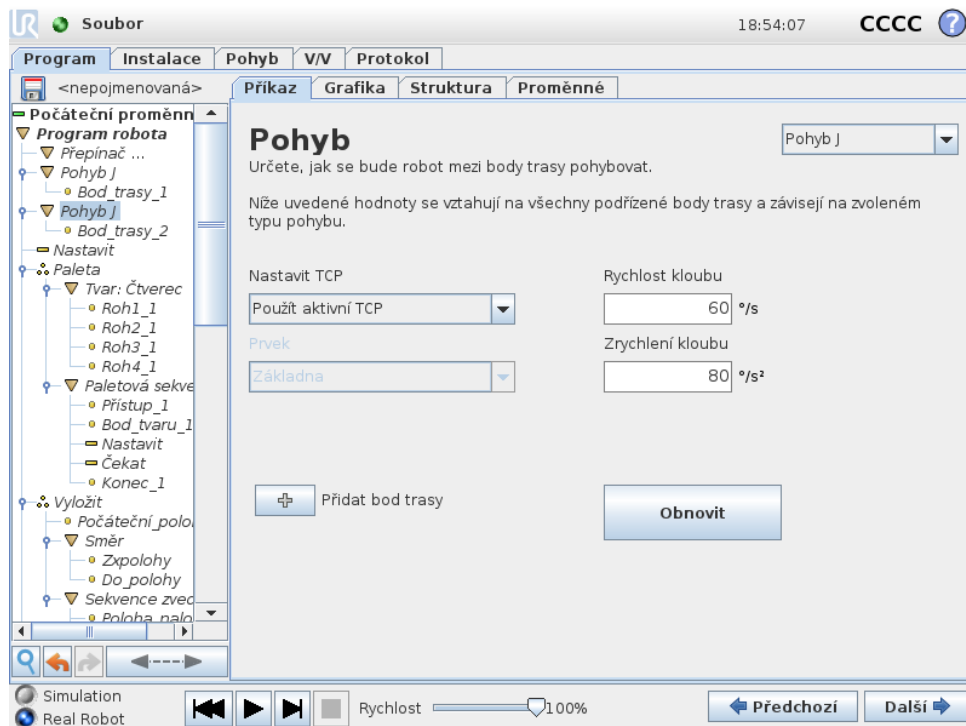 UR Soubor 18:54:07 CCCC ?
Program Instalace Pohyb V/V Protokol
<nepojmenovaná> Příkaz Grafika Struktura Proměnné
Počáteční proměnn
Program robota
Přepínač ...
Pohyb J
Bod_trasy_1
Pohyb J
Bod_trasy_2
Nastavit
Paleta
Tvar: Čtverec
Roh1_1
Roh2_1
Roh3_1
Roh4_1
Paletová sekve
Přístup_1
Bod_tvaru_1
Nastavit
Čekat
Konec_1
Vyložit
Počáteční_polo
Směr
Zxpolohy
Do_polohy
Sekvence zved
Poloha_nalo
Pohyb
Pohyb J
Určete, jak se bude robot mezi body trasy pohybovat.
Níže uvedené hodnoty se vztahují na všechny podřízené body trasy a závisejí na zvoleném
typu pohybu.
Nastavit TCP
Použít aktivní TCP
Prvek
Základna
Rychlost kloubu
60 °/s
Zrychlení kloubu
80 °/s²
Přidat bod trasy
Obnovit
Simulation
Real Robot
Rychlost 100%
Předchozí
Další